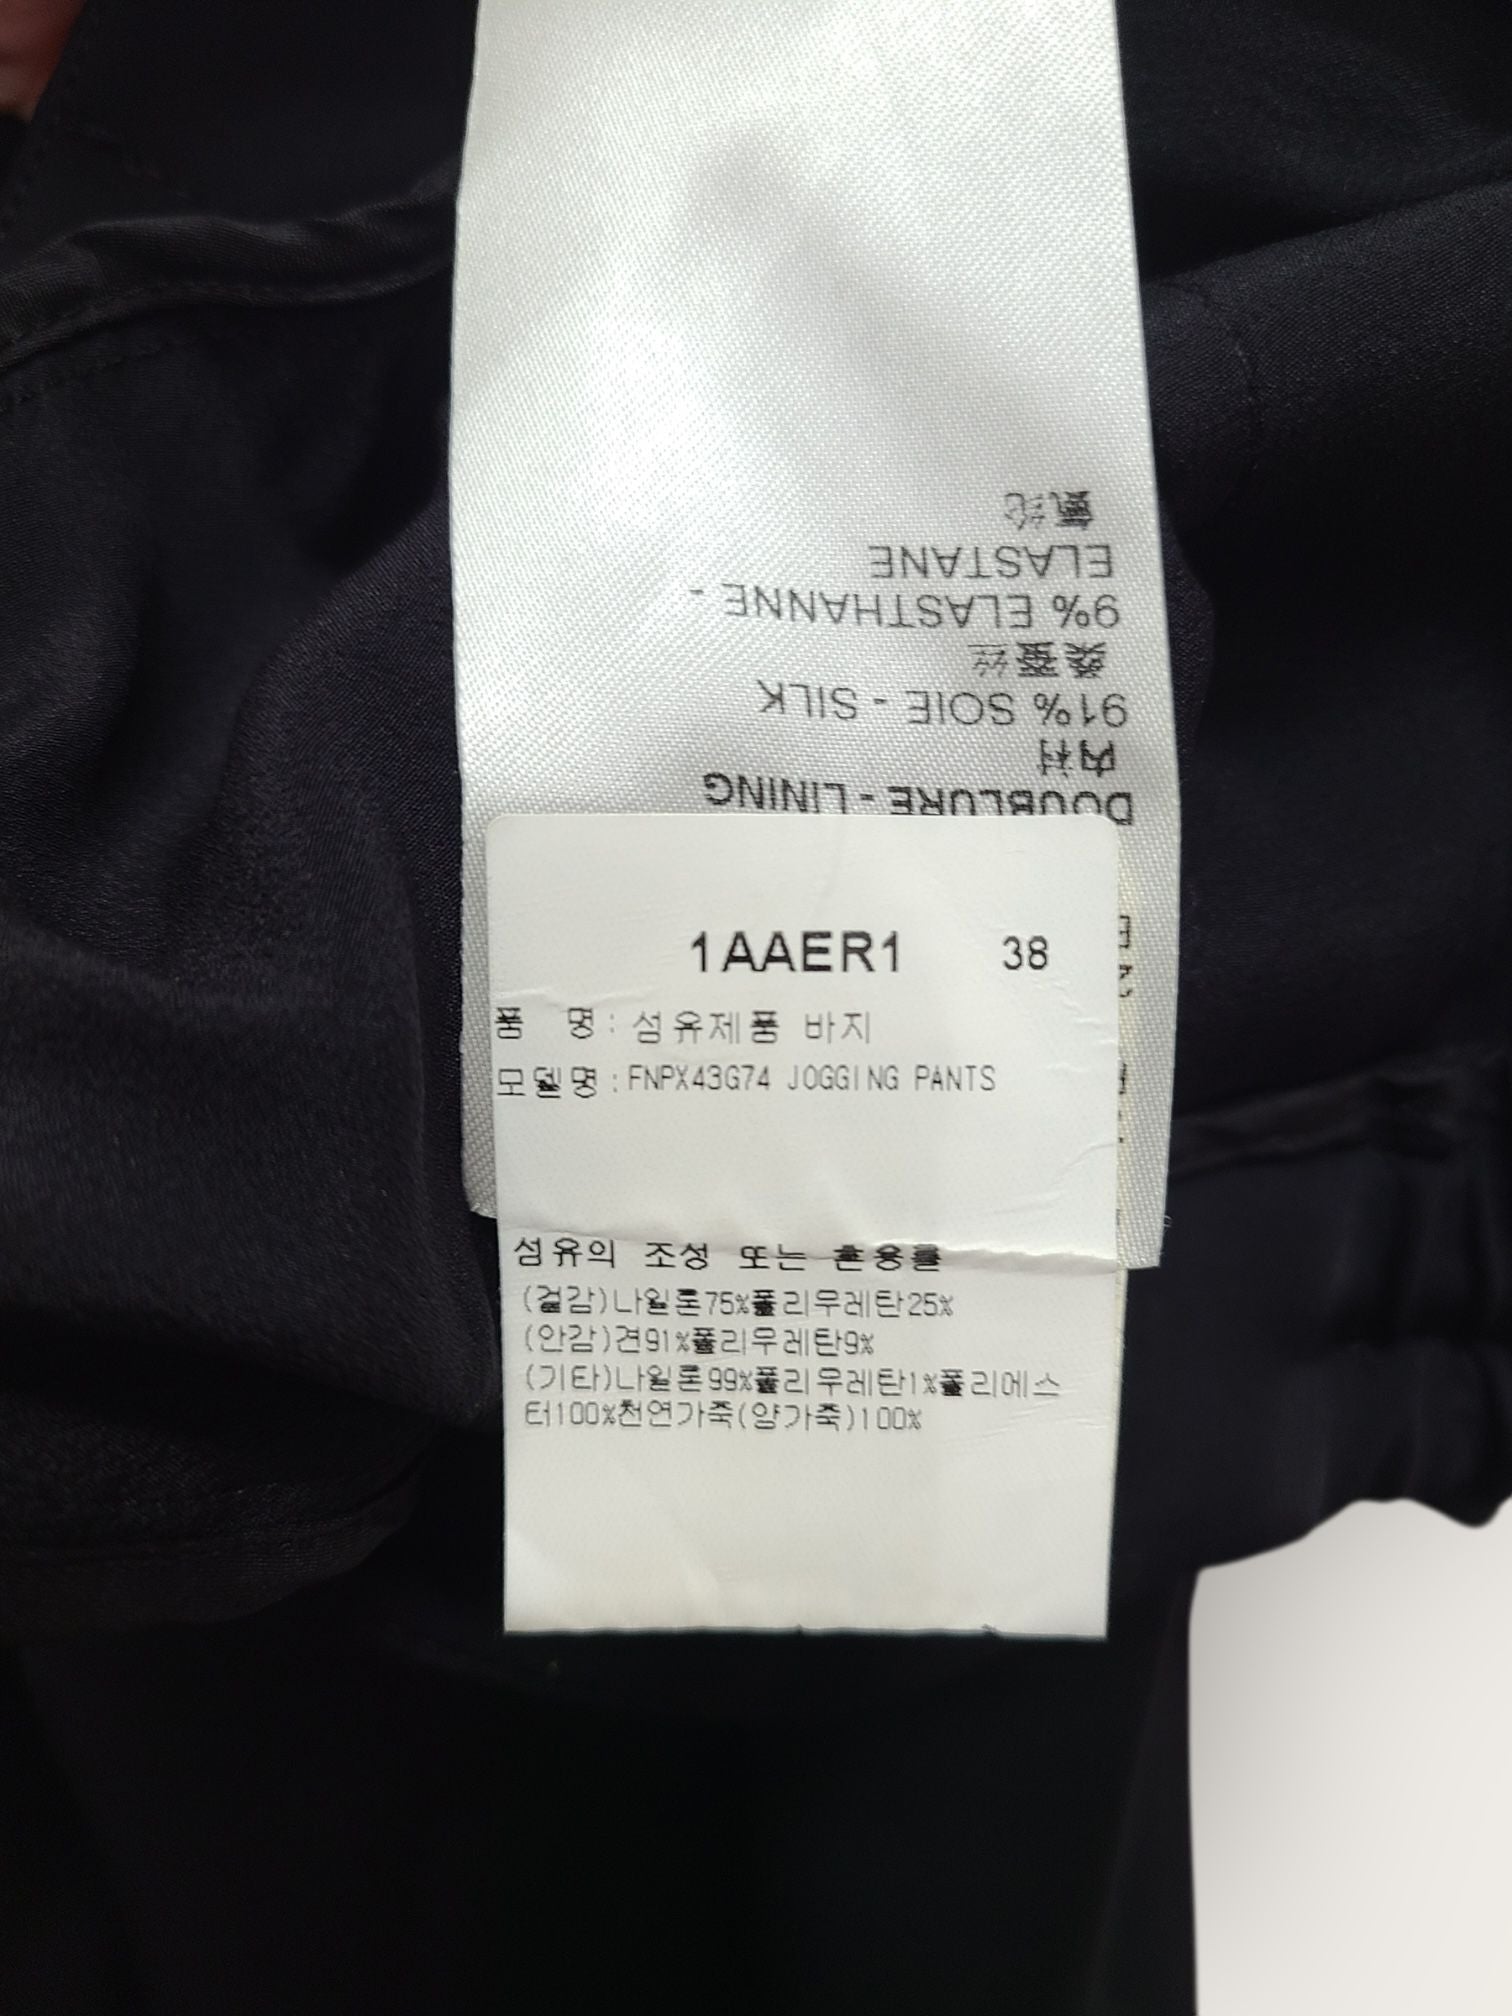 DOUBLURE - LINING
内衬
91% SOIE - SILK
桑蚕丝
9% ELASTHANNE -
ELASTANE
氨纶
1AAER1 38
품 명 : 섬유제품 바지
모델명 : FNPX43G74 JOGGING PANTS
섬유의 조성 또는 혼용률
(겉감)나일론75%폴리우레탄25%
(안감)견91%폴리우레탄9%
(기타)나일론99%폴리우레탄1%폴리에스
터100%천연가죽(양가죽)100%